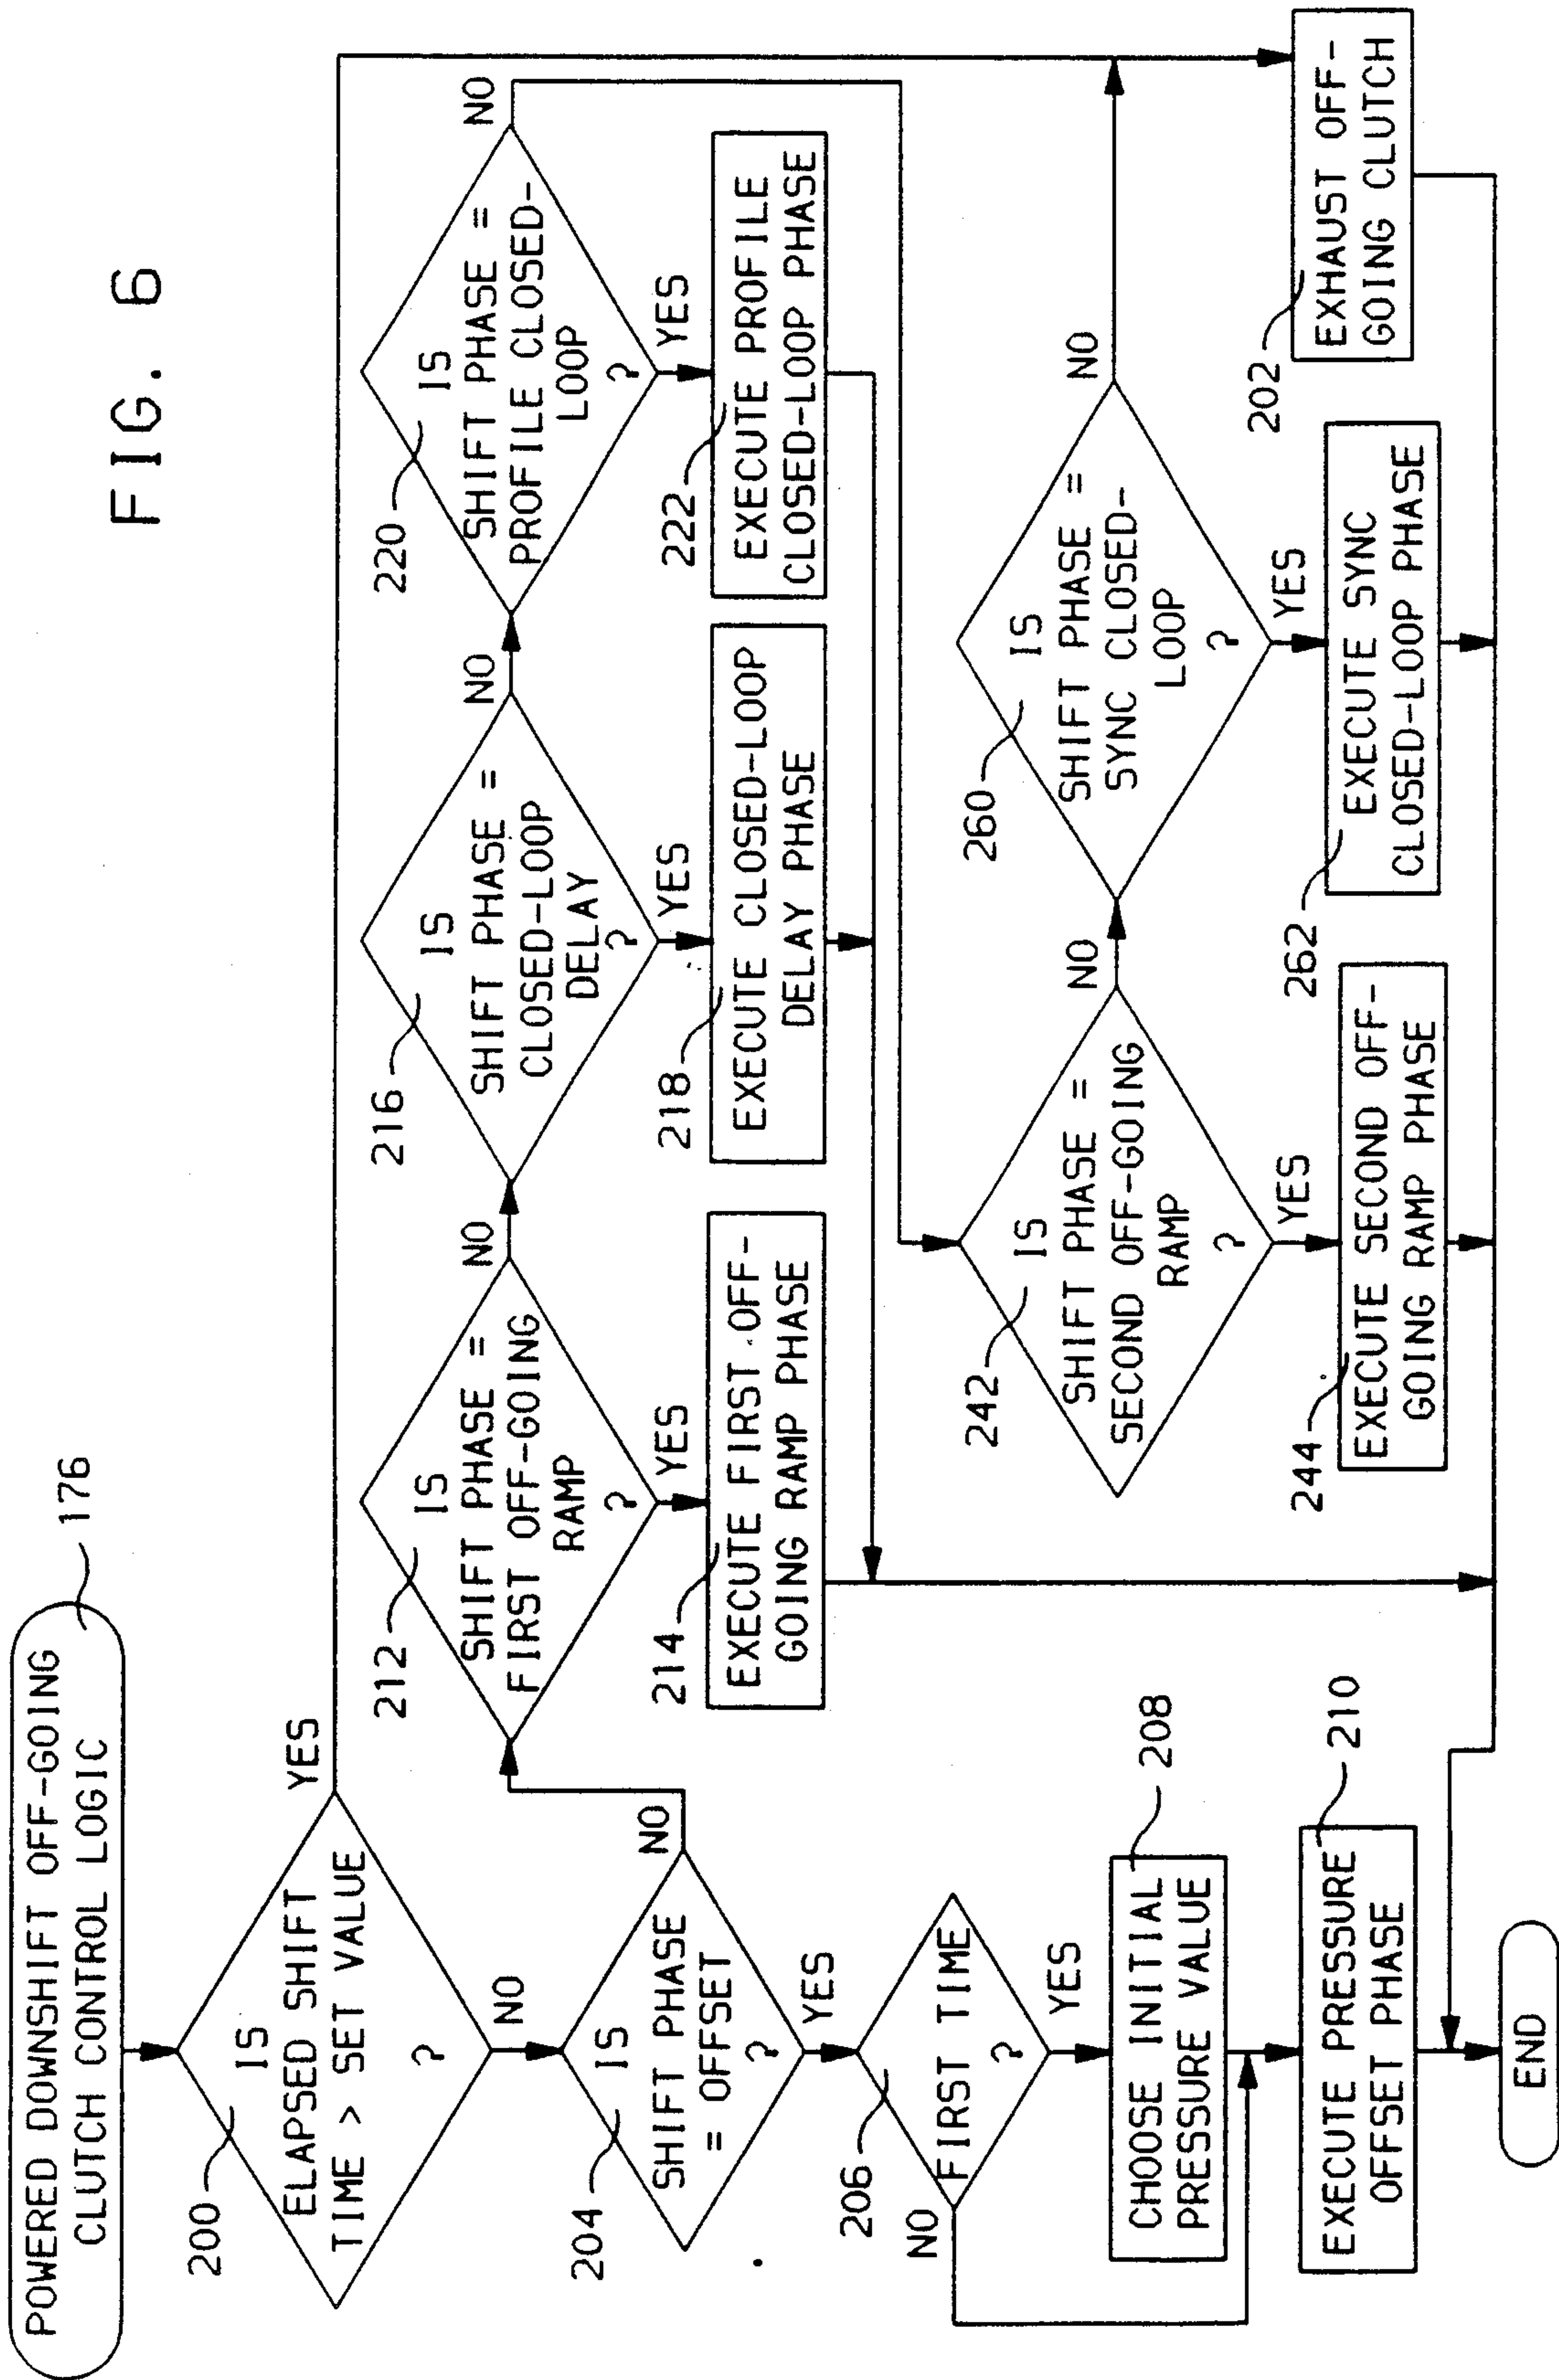 FIG. 6
POWERED DOWNSHIFT OFF-GOING
CLUTCH CONTROL LOGIC
176
200
IS
ELAPSED SHIFT
TIME > SET VALUE
?
YES
NO
204
IS
SHIFT PHASE
= OFFSET
?
NO
YES
206
FIRST TIME
?
NO
YES
208
CHOOSE INITIAL
PRESSURE VALUE
210
EXECUTE PRESSURE
OFFSET PHASE
END
212
IS
SHIFT PHASE =
FIRST OFF-GOING
RAMP
?
NO
YES
214
EXECUTE FIRST OFF-
GOING RAMP PHASE
216
IS
SHIFT PHASE =
CLOSED-LOOP
DELAY
?
NO
YES
218
EXECUTE CLOSED-LOOP
DELAY PHASE
220
IS
SHIFT PHASE =
PROFILE CLOSED-
LOOP
?
NO
YES
222
EXECUTE PROFILE
CLOSED-LOOP PHASE
242
IS
SHIFT PHASE =
SECOND OFF-GOING
RAMP
?
NO
YES
244
EXECUTE SECOND OFF-
GOING RAMP PHASE
260
IS
SHIFT PHASE =
SYNC CLOSED-
LOOP
?
NO
YES
262
EXECUTE SYNC
CLOSED-LOOP PHASE
202
EXHAUST OFF-
GOING CLUTCH